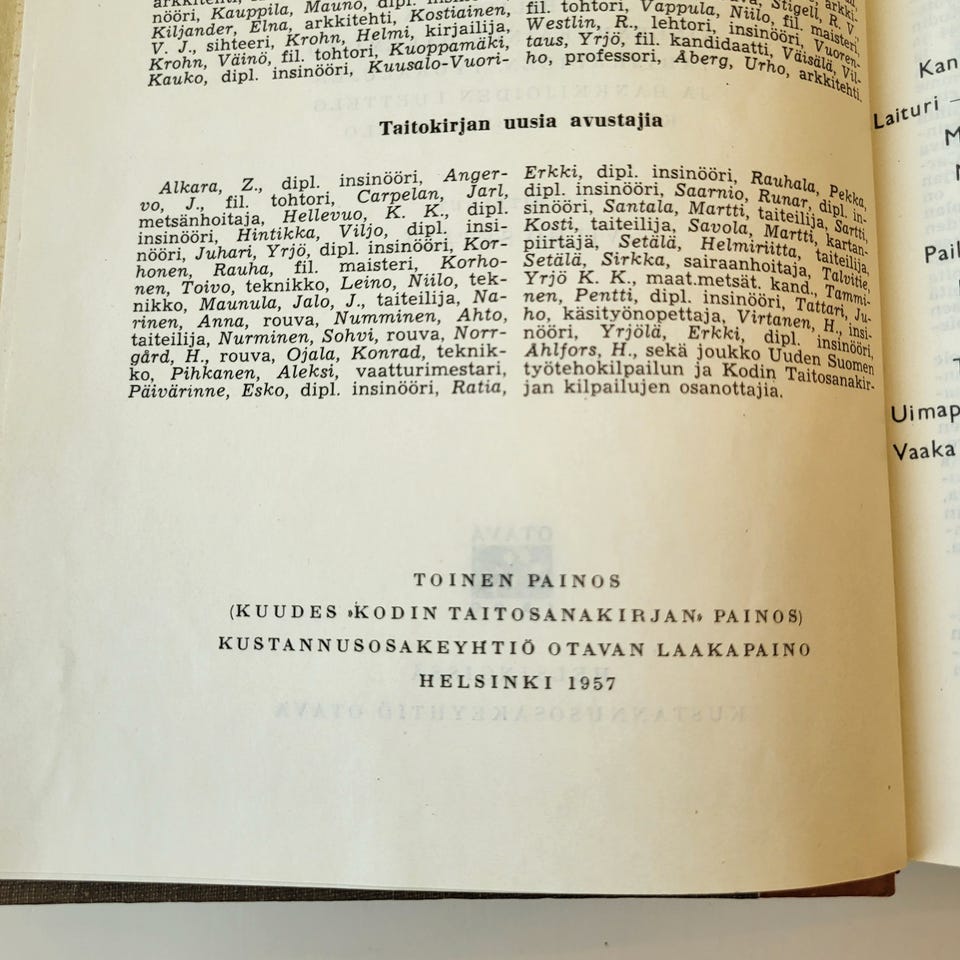 nööri, Kauppila, Mauno, dipl. insi-
Kiljander, Elna, arkkitehti, Kostiainen,
V. J., sihteeri, Krohn, Helmi, kirjailija,
Krohn, Väinö, fil. tohtori, Kuoppamäki,
Kauko, dipl. insinööri, Kuusalo-Vuori-
Stigell, R. V.,
fil. tohtori, Vappula, Niilo, fil. maisteri,
Westlin, R., lehtori, insinööri, Vuoren-
taus, Yrjö, fil. kandidaatti, Väisälä, Vil-
ho, professori, Åberg, Urho, arkkitehti.
Taitokirjan uusia avustajia
Alkara, Z., dipl. insinööri, Anger-
vo, J., fil. tohtori, Carpelan, Jarl,
metsänhoitaja, Hellevuo, K. K., dipl.
insinööri, Hintikka, Viljo, dipl. insi-
nööri, Juhari, Yrjö, dipl. insinööri, Kor-
honen, Rauha, fil. maisteri, Korho-
nen, Toivo, teknikko, Leino, Niilo, tek-
nikko, Maunula, Jalo, J., taiteilija, Na-
rinen, Anna, rouva, Numminen, Ahto,
taiteilija, Nurminen, Sohvi, rouva, Norr-
gård, H., rouva, Ojala, Konrad, teknik-
ko, Pihkanen, Aleksi, vaatturimestari,
Päivärinne, Esko, dipl. insinööri, Ratia,
Erkki, dipl. insinööri, Rauhala, Pekka,
dipl. insinööri, Saarnio, Runar, dipl. in-
sinööri, Santala, Martti, taiteilija, Sartti,
Kosti, taiteilija, Savola, Martti, kartan-
piirtäjä, Setälä, Helmiriitta, taiteilija,
Setälä, Sirkka, sairaanhoitaja, Talvitie,
Yrjö K. K., maat.metsät. kand., Tammi-
nen, Pentti, dipl. insinööri, Tattari, Ju-
ho, käsityönopettaja, Virtanen, H., insi-
nööri, Yrjölä, Erkki, dipl. insinööri,
Ahlfors, H., sekä joukko Uuden Suomen
työtehokilpailun ja Kodin Taitosanakir-
jan kilpailujen osanottajia.
TOINEN PAINOS
(KUUDES »KODIN TAITOSANAKIRJAN» PAINOS)
KUSTANNUSOSAKEYHTIÖ OTAVAN LAAKAPAINO
HELSINKI 1957
Kan
Laituri –
Pail
Uimap
Vaaka